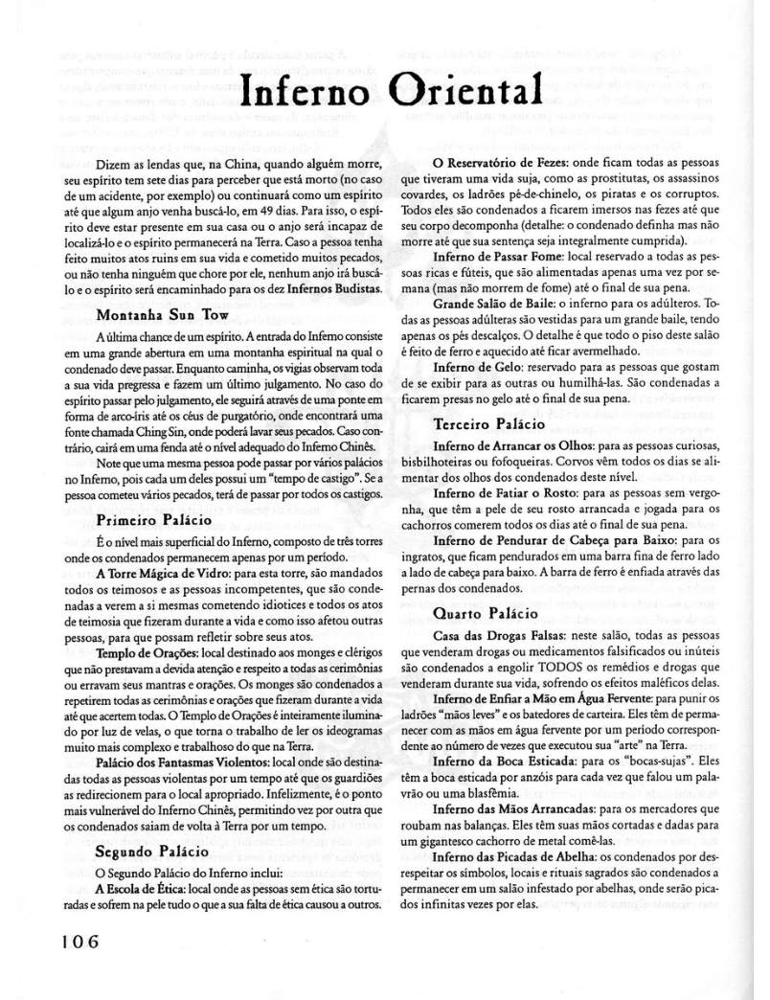 Inferno Oriental
Dizem as lendas que, na China, quando alguém morre,
seu espírito tem sete dias para perceber que está morto (no caso
de um acidente, por exemplo) ou continuará como um espírito
até que algum anjo venha buscá-lo, em 49 dias. Para isso, o espí-
rito deve estar presente em sua casa ou o anjo será incapaz de
localizá-lo e o espírito permanecerá na Terra. Caso a pessoa tenha
feito muitos atos ruins em sua vida e cometido muitos pecados,
ou não tenha ninguém que chore por ele, nenhum anjo irá buscá-
lo e o espírito será encaminhado para os dez Infernos Budistas.
Montanha Sun Tow
A última chance de um espírito. A entrada do Inferno consiste
em uma grande abertura em uma montanha espiritual na qual o
condenado deve passar. Enquanto caminha, os vigias observam toda
a sua vida pregressa e fazem um último julgamento. No caso do
espírito passar pelo julgamento, ele seguirá através de uma ponte em
forma de arco-íris até os céus de purgatório, onde encontrará uma
fonte chamada Ching Sin, onde poderá lavar seus pecados. Caso con-
trário, cairá em uma fenda até o nível adequado do Inferno Chinês.
Note que uma mesma pessoa pode passar por vários palácios
no Inferno, pois cada um deles possui um "tempo de castigo". Se a
pessoa cometeu vários pecados, terá de passar por todos os castigos.
Primeiro Palácio
É o nível mais superficial do Inferno, composto de três torres
onde os condenados permanecem apenas por um período.
A Torre Mágica de Vidro: para esta torre, são mandados
todos os teimosos e as pessoas incompetentes, que são conde-
nadas a verem a si mesmas cometendo idiotices e todos os atos
de teimosia que fizeram durante a vida e como isso afetou outras
pessoas, para que possam refletir sobre seus atos.
Templo de Orações: local destinado aos monges e clérigos
que não prestavam a devida atenção e respeito a todas as cerimônias
ou erravam seus mantras e orações. Os monges são condenados a
repetirem todas as cerimônias e orações que fizeram durante a vida
até que acertem todas. O Templo de Orações é inteiramente ilumina-
do por luz de velas, o que torna o trabalho de ler os ideogramas
muito mais complexo e trabalhoso do que na Terra.
Palácio dos Fantasmas Violentos: local onde são destina-
das todas as pessoas violentas por um tempo até que os guardiões
as redirecionem para o local apropriado. Infelizmente, é o ponto
mais vulnerável do Inferno Chinês, permitindo vez por outra que
os condenados saiam de volta à Terra por um tempo.
Segundo Palácio
O Segundo Palácio do Inferno inclui:
A Escola de Ética: local onde as pessoas sem ética são tortu-
radas e sofrem na pele tudo o que a sua falta de ética causou a outros.
O Reservatório de Fezes: onde ficam todas as pessoas
que tiveram uma vida suja, como as prostitutas, os assassinos
covardes, os ladrões pé-de-chinelo, os piratas e os corruptos.
Todos eles são condenados a ficarem imersos nas fezes até que
seu corpo decomponha (detalhe: o condenado definha mas não
morre até que sua sentença seja integralmente cumprida).
Inferno de Passar Fome: local reservado a todas as pes-
soas ricas e fúteis, que são alimentadas apenas uma vez por se-
mana (mas não morrem de fome) até o final de sua pena.
Grande Salão de Baile: o inferno para os adúlteros. To-
das as pessoas adúlteras são vestidas para um grande baile, tendo
apenas os pés descalços. O detalhe é que todo o piso deste salão
é feito de ferro e aquecido até ficar avermelhado.
Inferno de Gelo: reservado para as pessoas que gostam
de se exibir para as outras ou humilhá-las. São condenadas a
ficarem presas no gelo até o final de sua pena.
Terceiro Palácio
Inferno de Arrancar os Olhos: para as pessoas curiosas,
bisbilhoteiras ou fofoqueiras. Corvos vêm todos os dias se ali-
mentar dos olhos dos condenados deste nível.
Inferno de Fatiar o Rosto: para as pessoas sem vergo-
nha, que têm a pele de seu rosto arrancada e jogada para os
cachorros comerem todos os dias até o final de sua pena.
Inferno de Pendurar de Cabeça para Baixo: para os
ingratos, que ficam pendurados em uma barra fina de ferro lado
a lado de cabeça para baixo. A barra de ferro é enfiada através das
pernas dos condenados.
Quarto Palácio
Casa das Drogas Falsas: neste salão, todas as pessoas
que venderam drogas ou medicamentos falsificados ou inúteis
são condenados a engolir TODOS os remédios e drogas que
venderam durante sua vida, sofrendo os efeitos maléficos delas.
Inferno de Enfiar a Mão em Água Fervente: para punir os
ladrões "mãos leves" e os batedores de carteira. Eles têm de perma-
necer com as mãos em água fervente por um período correspon-
dente ao número de vezes que executou sua "arte" na Terra.
Inferno da Boca Esticada: para os "bocas-sujas". Eles
têm a boca esticada por anzóis para cada vez que falou um pala-
vrão ou uma blasfêmia.
Inferno das Mãos Arrancadas: para os mercadores que
roubam nas balanças. Eles têm suas mãos cortadas e dadas para
um gigantesco cachorro de metal comê-las.
Inferno das Picadas de Abelha: os condenados por des-
respeitar os símbolos, locais e rituais sagrados são condenados a
permanecer em um salão infestado por abelhas, onde serão pica-
dos infinitas vezes por elas.
106